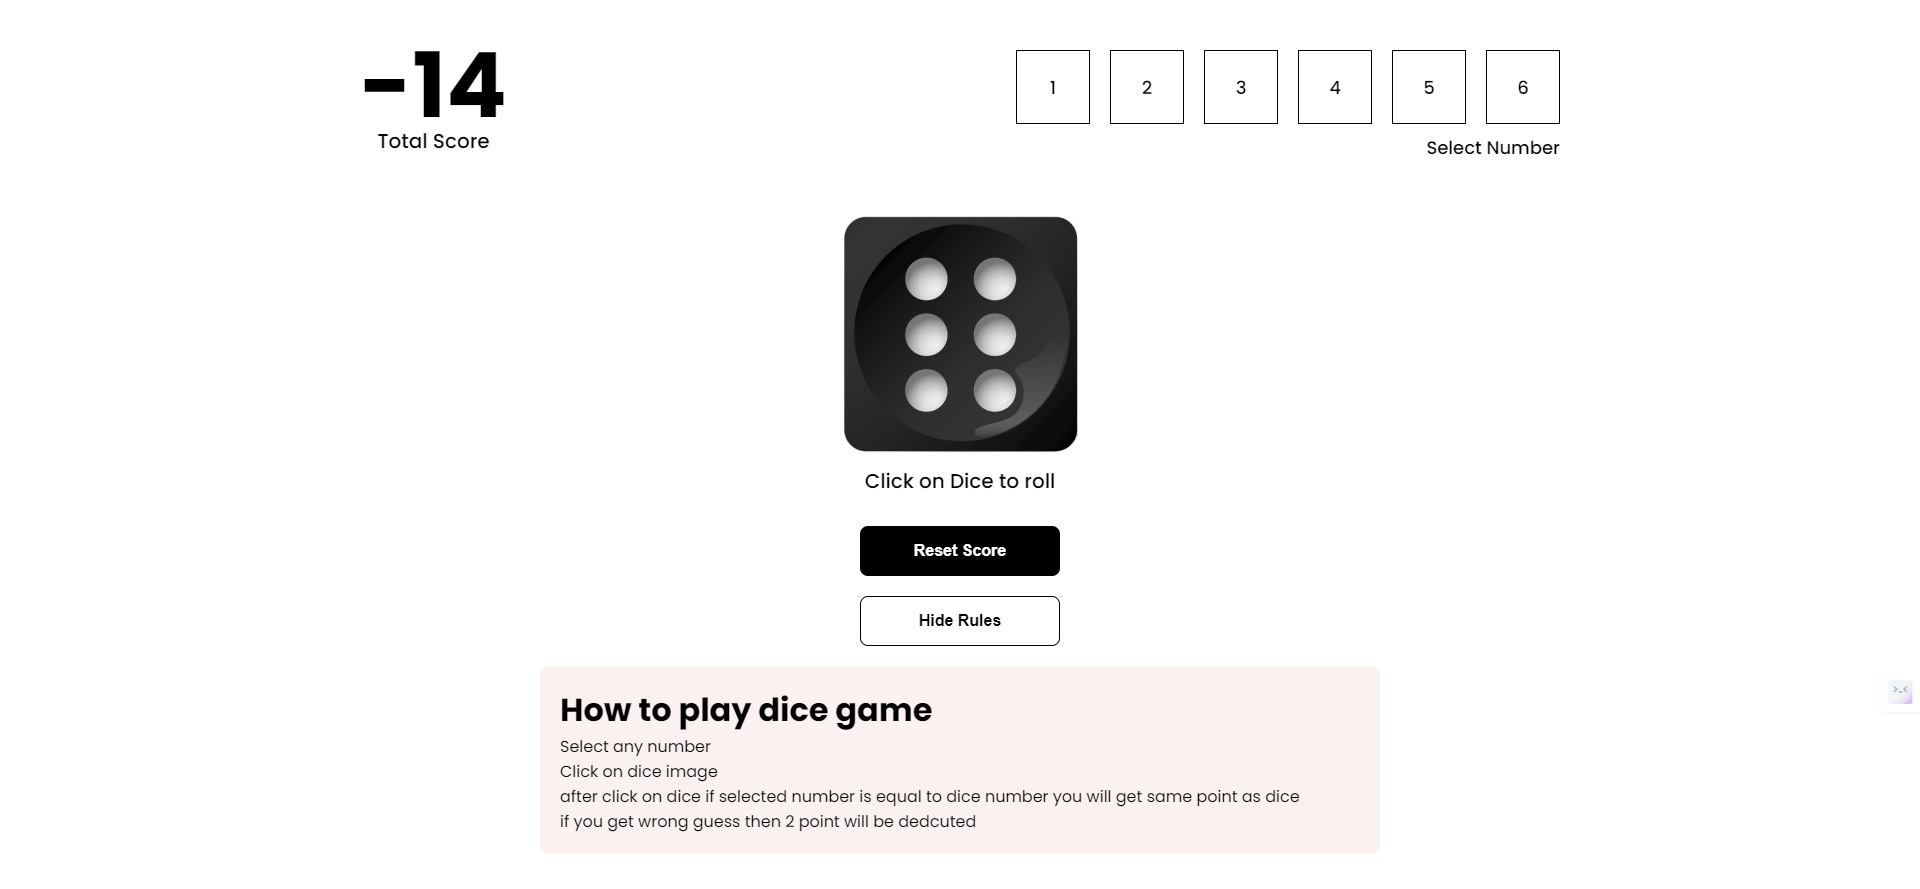 -14
Total Score
1 2 3 4 5 6
Select Number
Click on Dice to roll
Reset Score
Hide Rules
How to play dice game
Select any number
Click on dice image
after click on dice if selected number is equal to dice number you will get same point as dice
if you get wrong guess then 2 point will be dedcuted